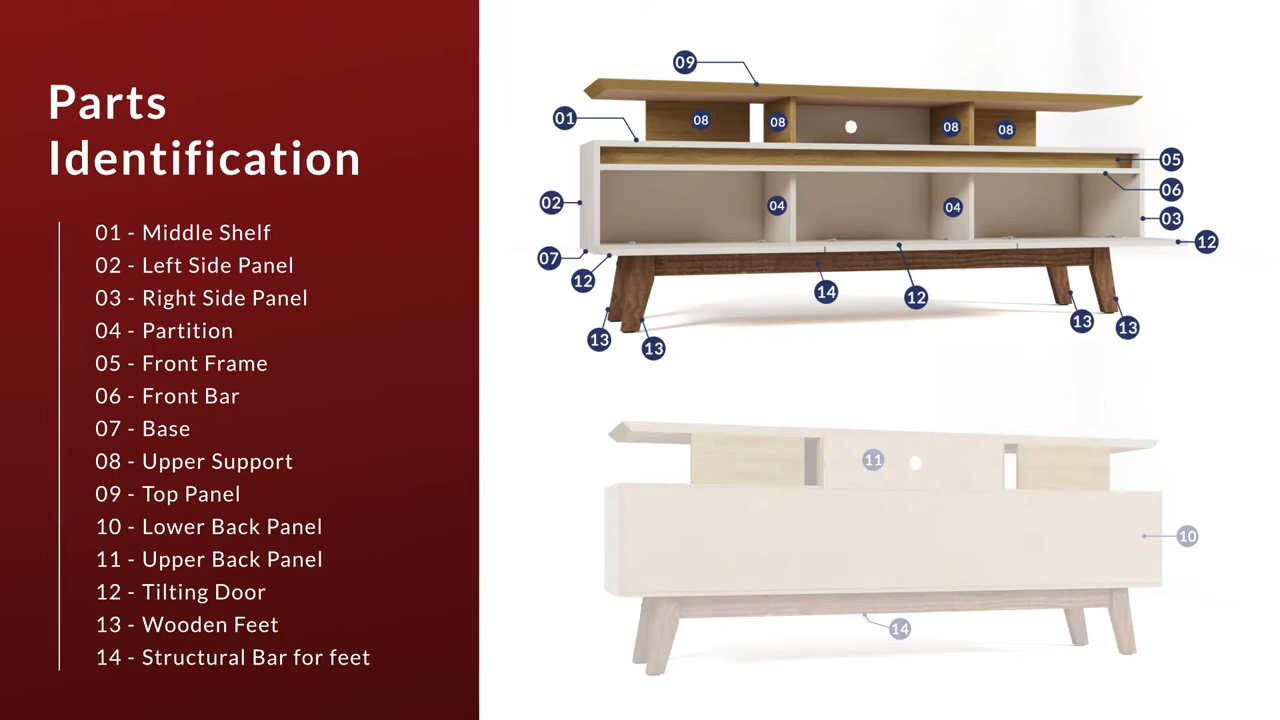 Parts
Identification
01 - Middle Shelf
02 - Left Side Panel
03 - Right Side Panel
04 - Partition
05 - Front Frame
06 - Front Bar
07 - Base
08 - Upper Support
09 - Top Panel
10 - Lower Back Panel
11 - Upper Back Panel
12 - Tilting Door
13 - Wooden Feet
14 - Structural Bar for feet
09
01
08
08
08
08
05
06
02
04
04
03
07
12
12
14
12
13
13
13
13
11
10
14